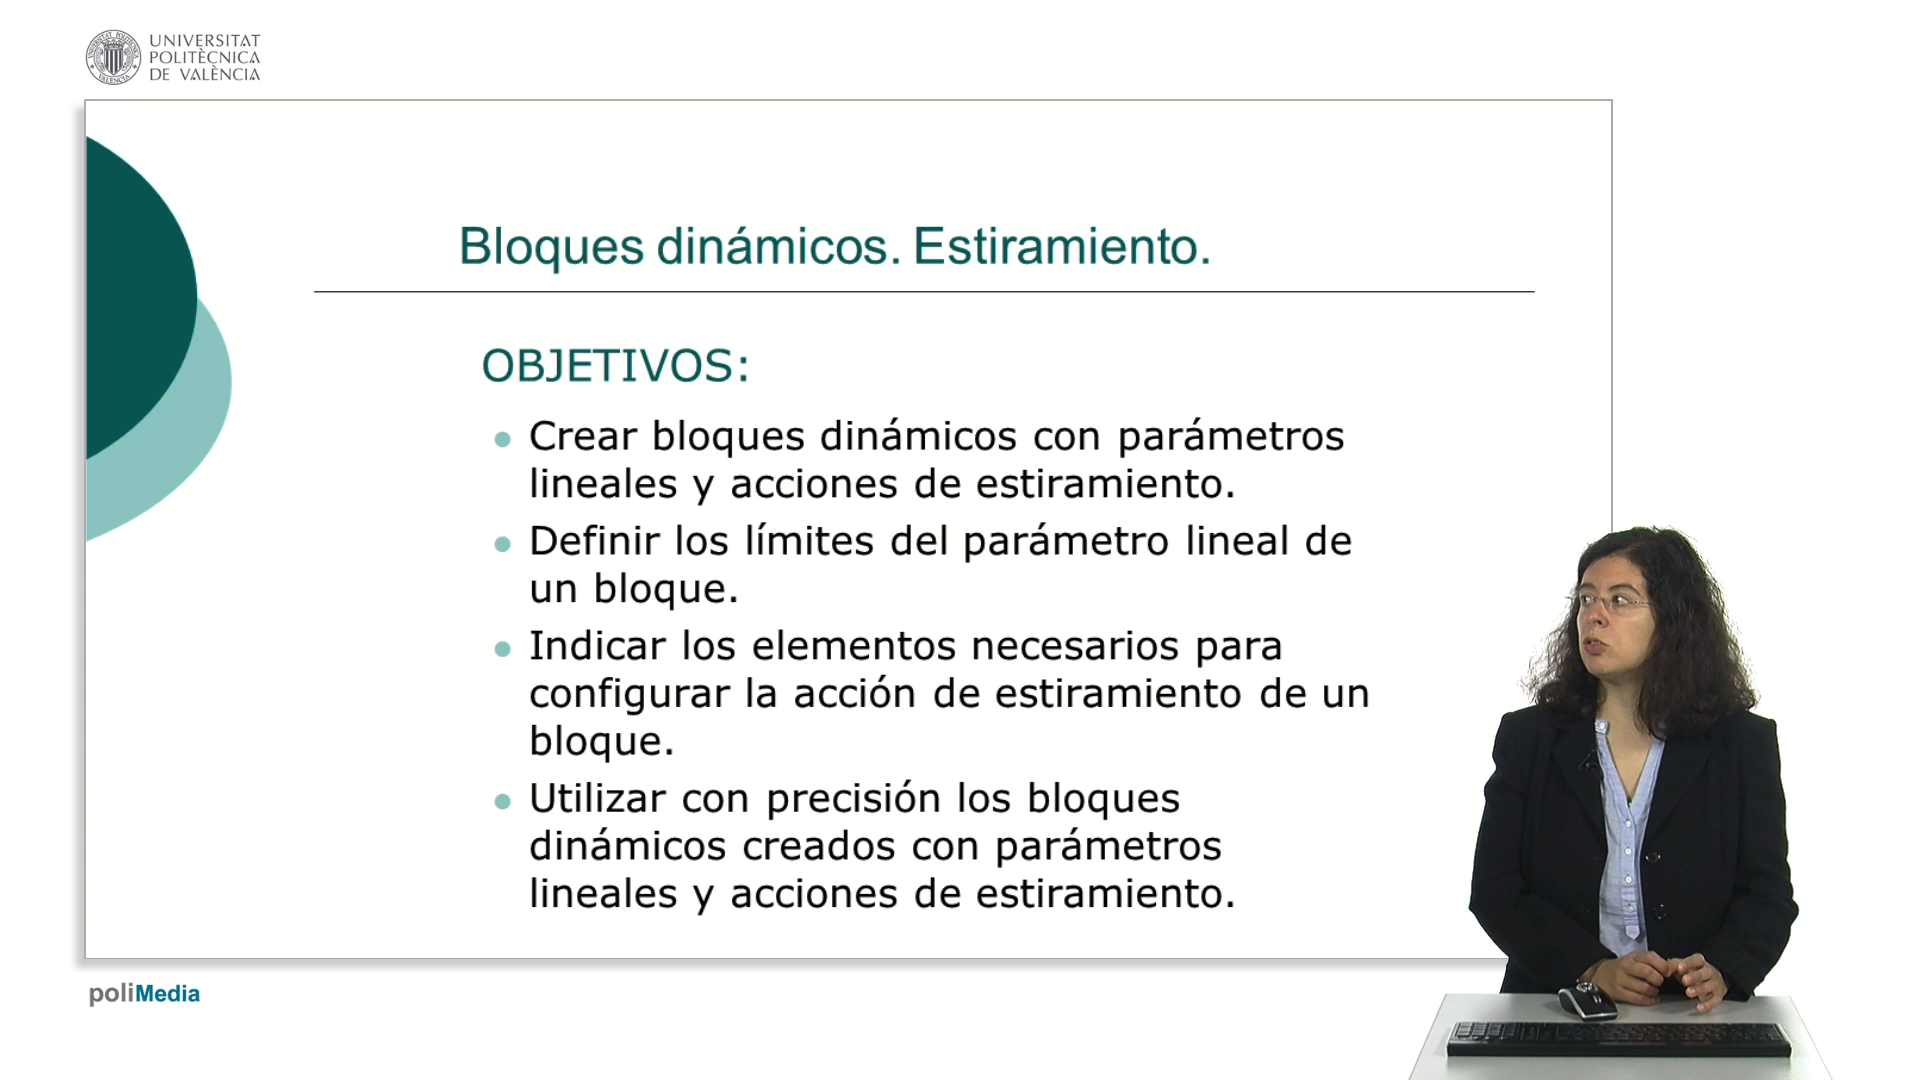 UNIVERSITAT
POLITÈCNICA
DE VALÈNCIA
Bloques dinámicos. Estiramiento.
OBJETIVOS:
Crear bloques dinámicos con parámetros
lineales y acciones de estiramiento.
Definir los límites del parámetro lineal de
un bloque.
Indicar los elementos necesarios para
configurar la acción de estiramiento de un
bloque.
Utilizar con precisión los bloques
dinámicos creados con parámetros
lineales y acciones de estiramiento.
poliMedia